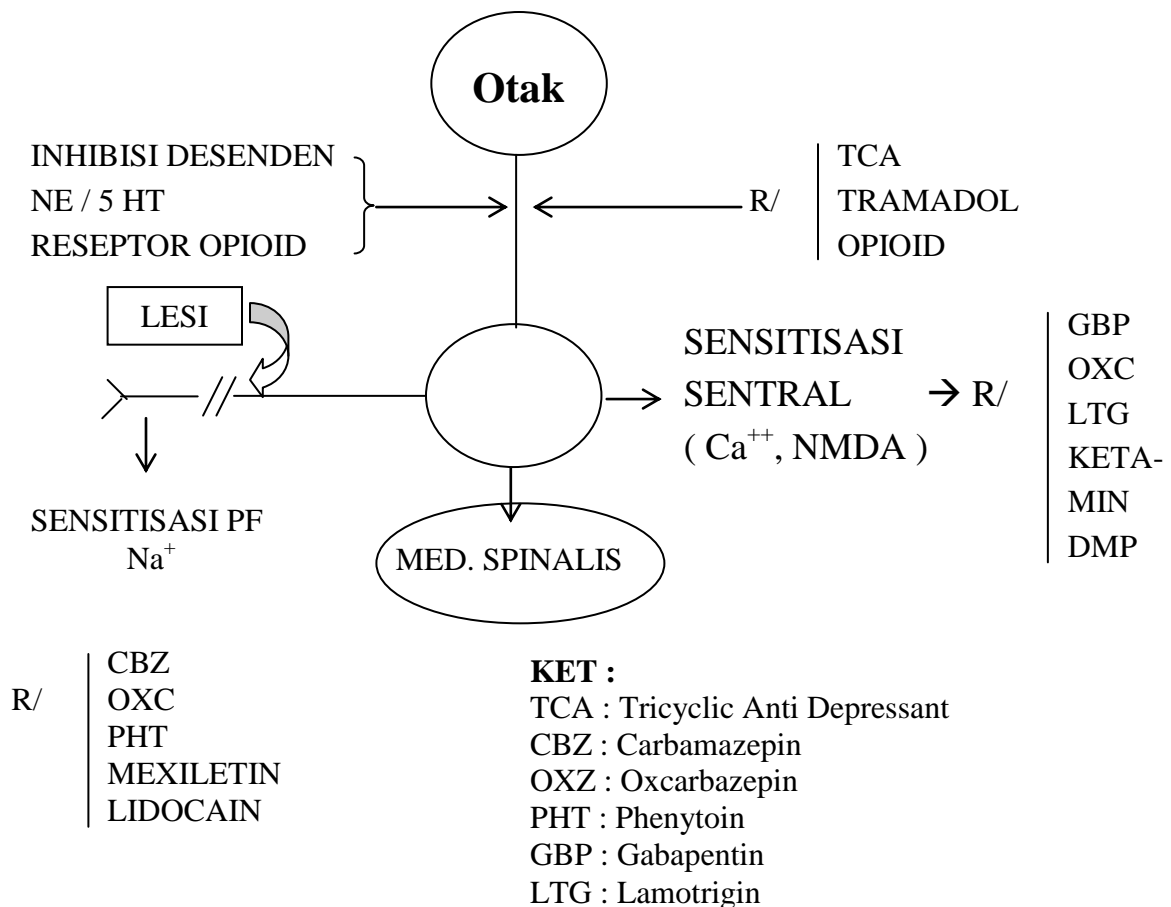 Otak
INHIBISI DESENDEN
NE / 5 HT
RESEPTOR OPIOID
R/
TCA
TRAMADOL
OPIOID
LESI
SENSITISASI
SENTRAL
( Ca⁺⁺, NMDA )
→ R/
GBP
OXC
LTG
KETA-
MIN
DMP
SENSITISASI PF
Na⁺
MED. SPINALIS
R/
CBZ
OXC
PHT
MEXILETIN
LIDOCAIN
KET :
TCA : Tricyclic Anti Depressant
CBZ : Carbamazepin
OXZ : Oxcarbazepin
PHT : Phenytoin
GBP : Gabapentin
LTG : Lamotrigin